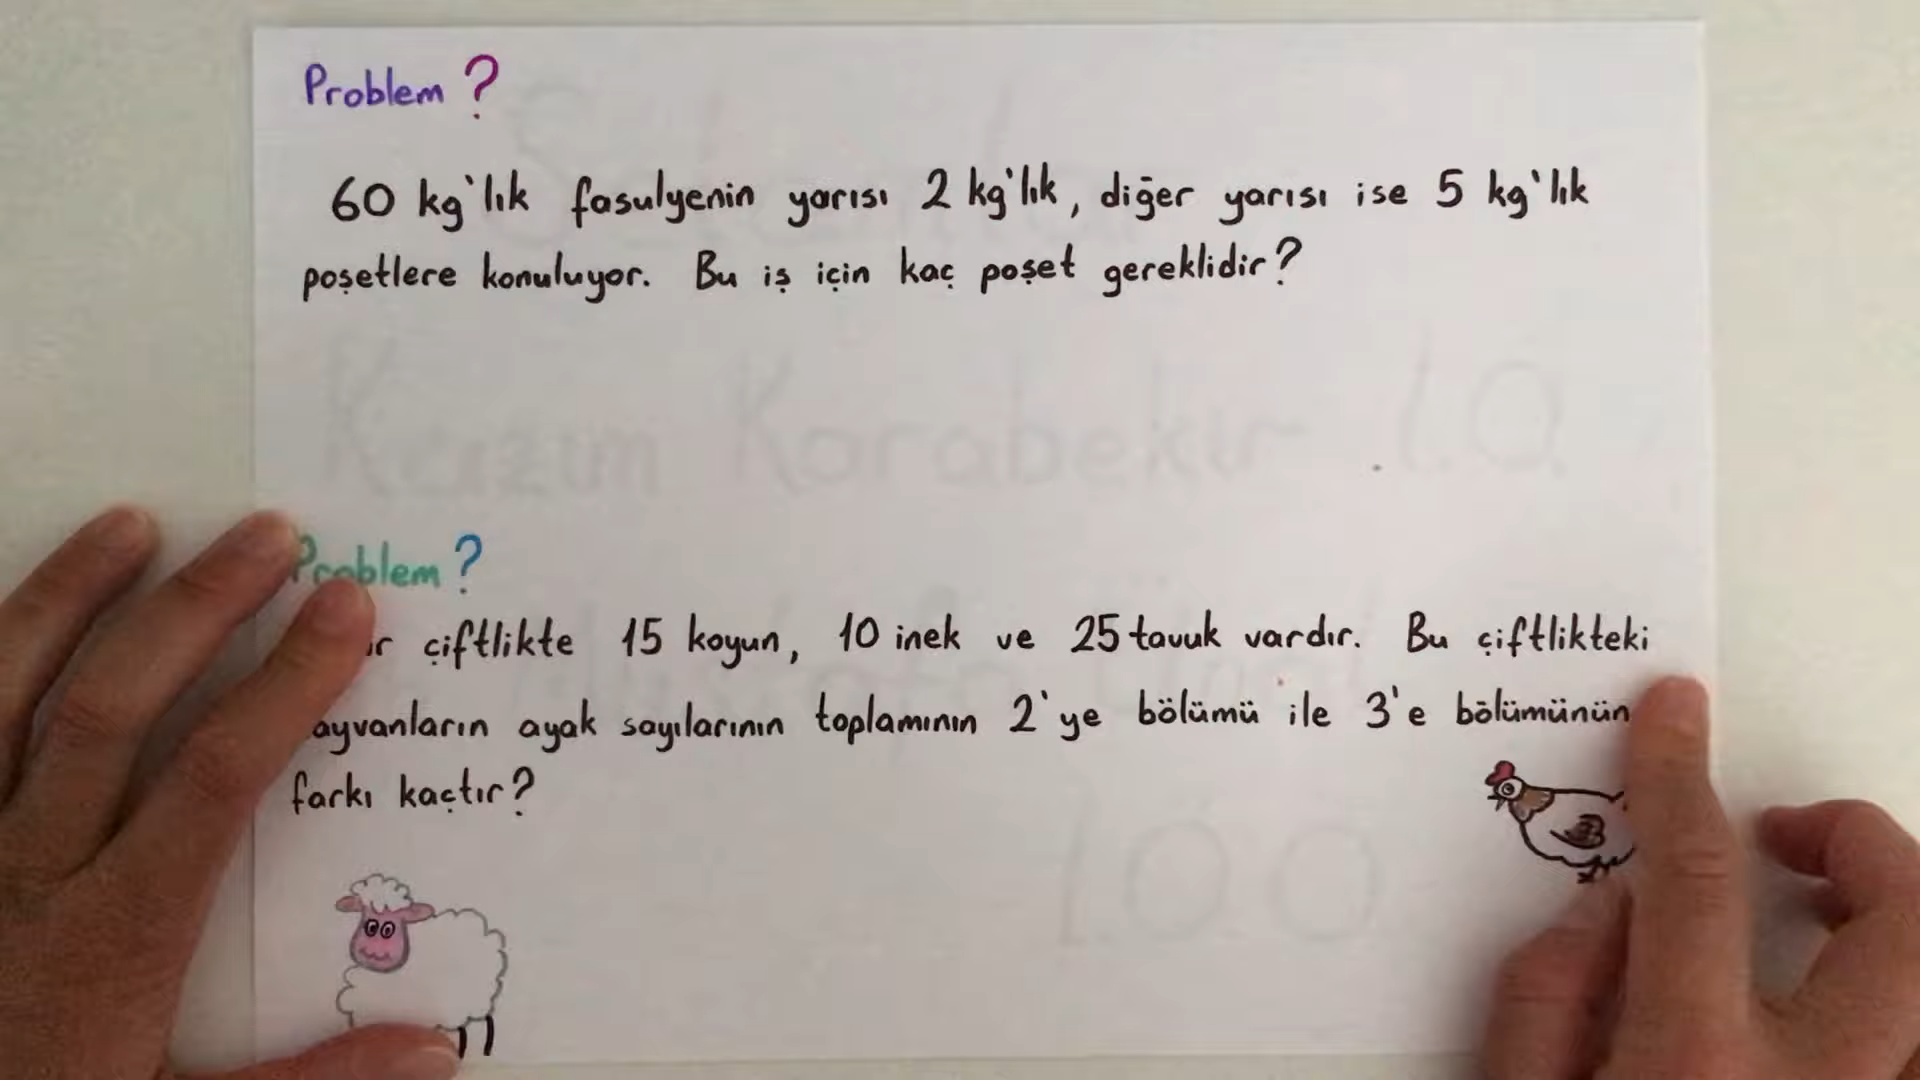 Problem ?
60 kg'lık fasulyenin yarısı 2 kg'lık, diğer yarısı ise 5 kg'lık
poşetlere konuluyor. Bu iş için kaç poşet gereklidir?
Kazım Karabekir İ.O.
Problem ?
çiftlikte 15 koyun, 10 inek ve 25 tavuk vardır. Bu çiftlikteki
ayvanların ayak sayılarının toplamının 2'ye bölümü ile 3'e bölümünün
farkı kaçtır?